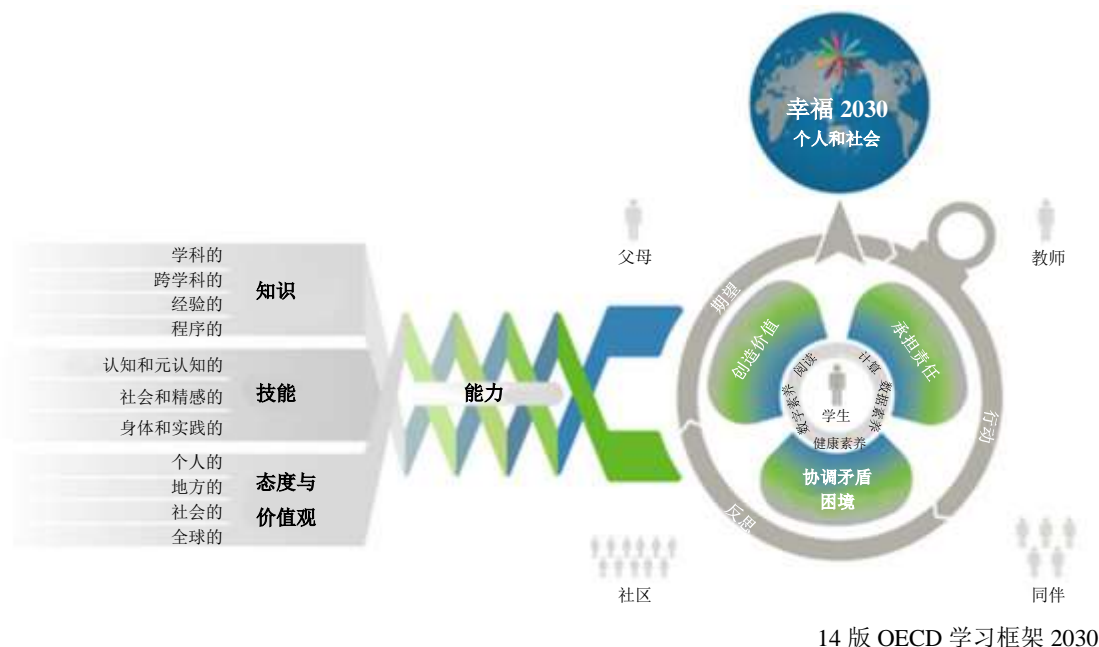 幸福 2030
个人和社会
父母
教师
学科的
跨学科的
经验的
程序的
知识
认知和元认知的
社会和精感的
身体和实践的
技能
个人的
地方的
社会的
全球的
态度与
价值观
能力
期望
行动
反思
创造价值
承担责任
协调矛盾
困境
阅读
计算
数字素养
数据素养
健康素养
学生
社区
同伴
14 版 OECD 学习框架 2030